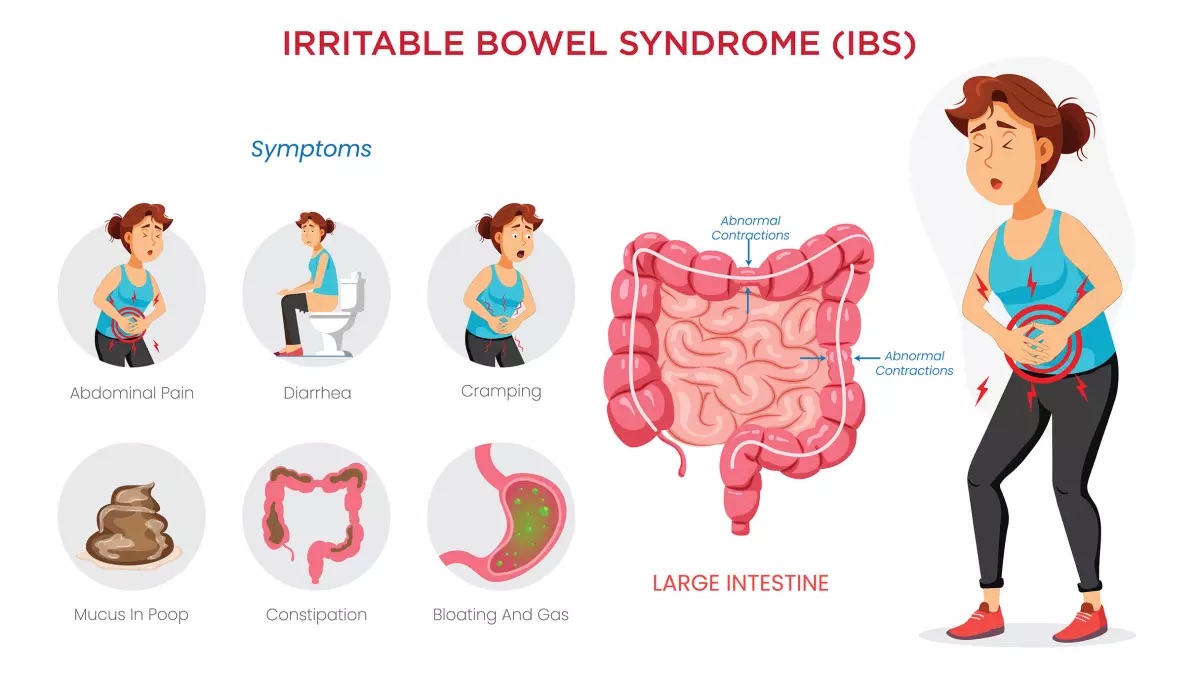 IRRITABLE BOWEL SYNDROME (IBS)
Symptoms
Abdominal Pain
Diarrhea
Cramping
Mucus In Poop
Constipation
Bloating And Gas
Abnormal
Contractions
Abnormal
Contractions
LARGE INTESTINE